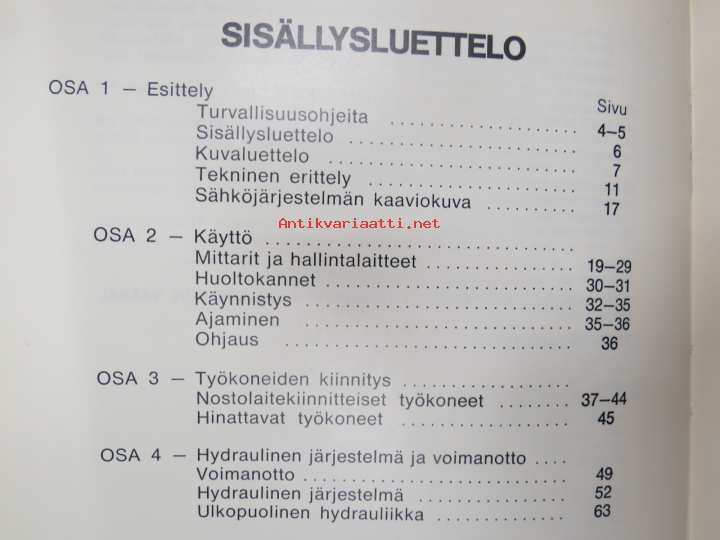 SISÄLLYSLUETTELO
OSA 1 – Esittely
Sivu
Turvallisuusohjeita .................... 4–5
Sisällysluettelo ........................ 6
Kuvaluettelo .......................... 7
Tekninen erittely ...................... 11
Sähköjärjestelmän kaaviokuva .......... 17
Antikvariaatti.net
OSA 2 – Käyttö ................................
Mittarit ja hallintalaitteet ................ 19–29
Huoltokannet .......................... 30–31
Käynnistys ............................ 32–35
Ajaminen ............................ 35–36
Ohjaus .............................. 36
OSA 3 – Työkoneiden kiinnitys ..................
Nostolaitekiinnitteiset työkoneet ........ 37–44
Hinattavat työkoneet .................. 45
OSA 4 – Hydraulinen järjestelmä ja voimanotto ....
Voimanotto ............................ 49
Hydraulinen järjestelmä ................ 52
Ulkopuolinen hydrauliikka .............. 63